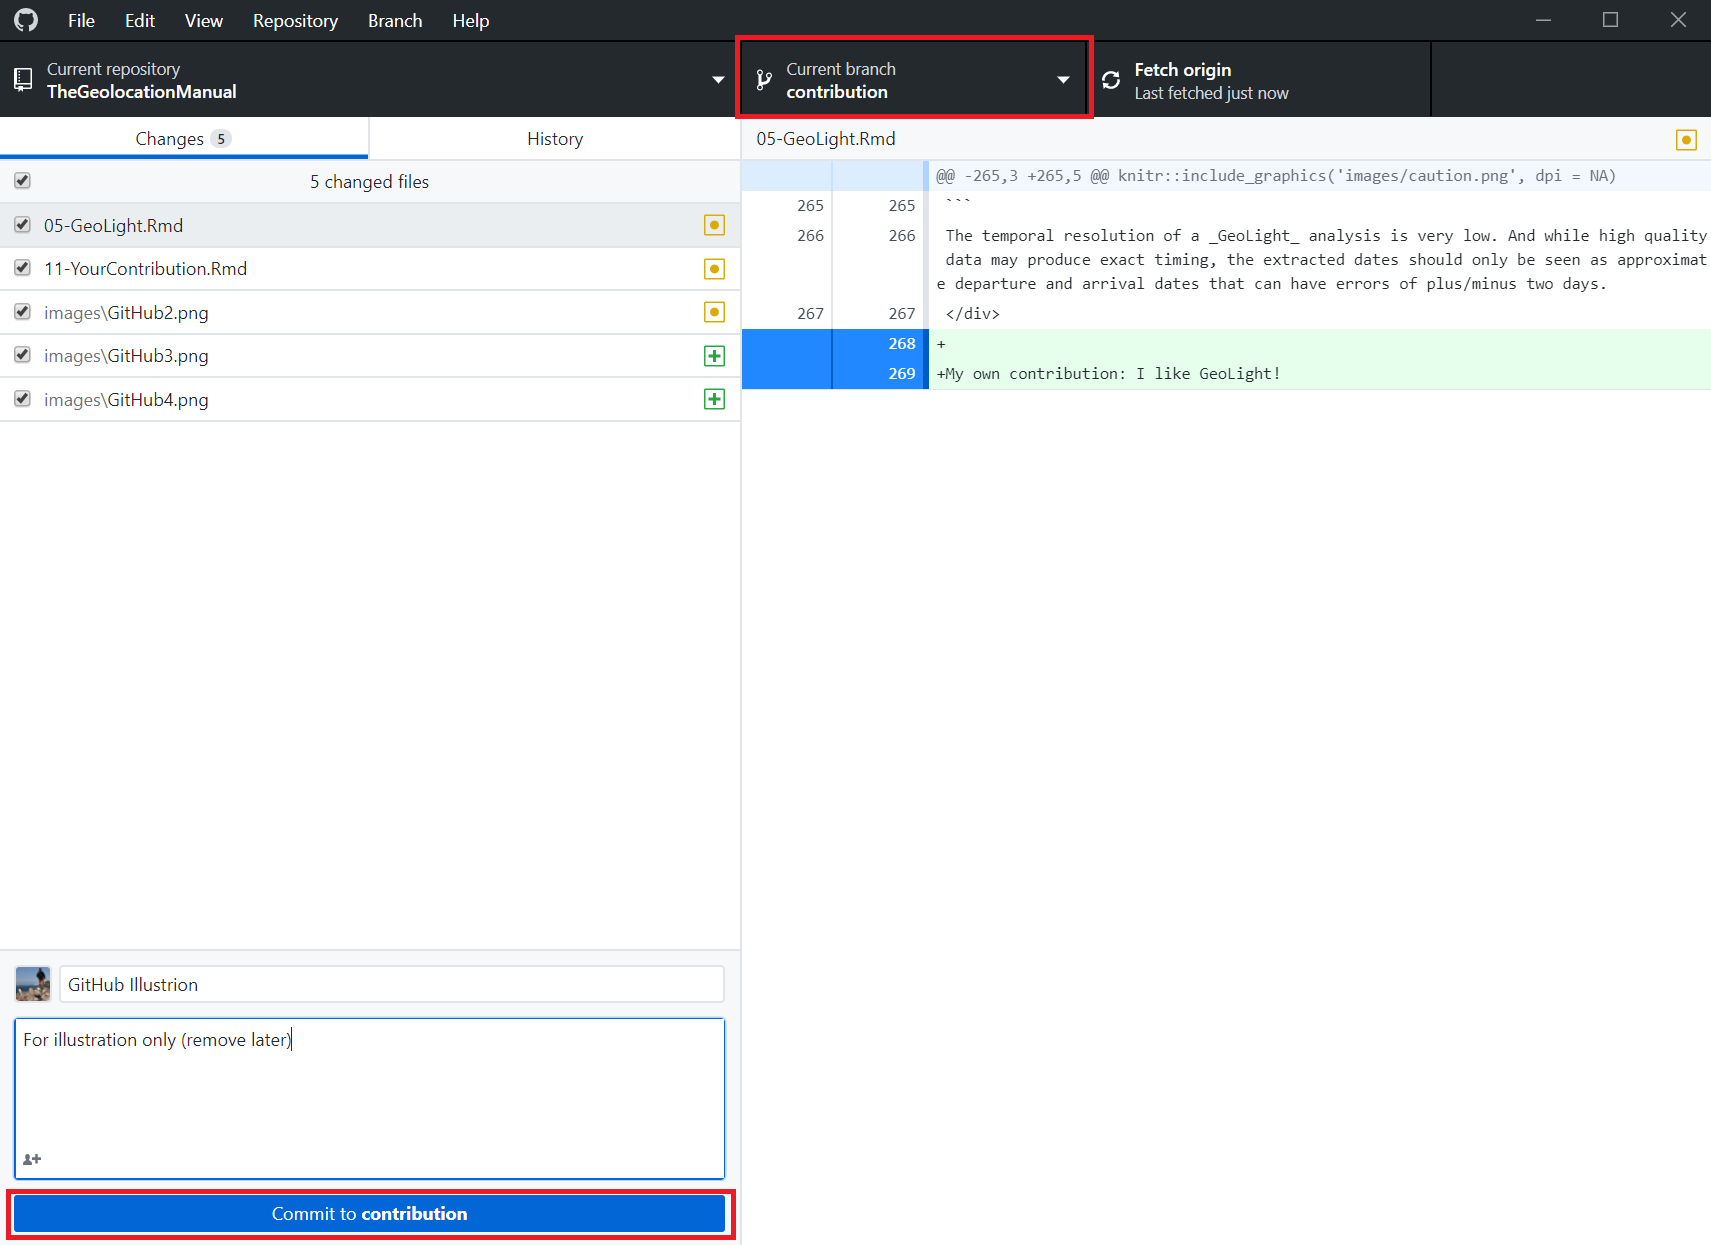 File Edit View Repository Branch Help
Current repository
TheGeolocationManual
Current branch
contribution
Fetch origin
Last fetched just now
Changes 5
History
5 changed files
05-GeoLight.Rmd
11-YourContribution.Rmd
images\GitHub2.png
images\GitHub3.png
images\GitHub4.png
GitHub Illustrion
For illustration only (remove later)
Commit to contribution
05-GeoLight.Rmd
@@ -265,3 +265,5 @@ knitr::include_graphics('images/caution.png', dpi = NA)
265 265 ```
266 266 The temporal resolution of a _GeoLight_ analysis is very low. And while high quality
data may produce exact timing, the extracted dates should only be seen as approximat
e departure and arrival dates that can have errors of plus/minus two days.
267 267 </div>
268 +
269 +My own contribution: I like GeoLight!